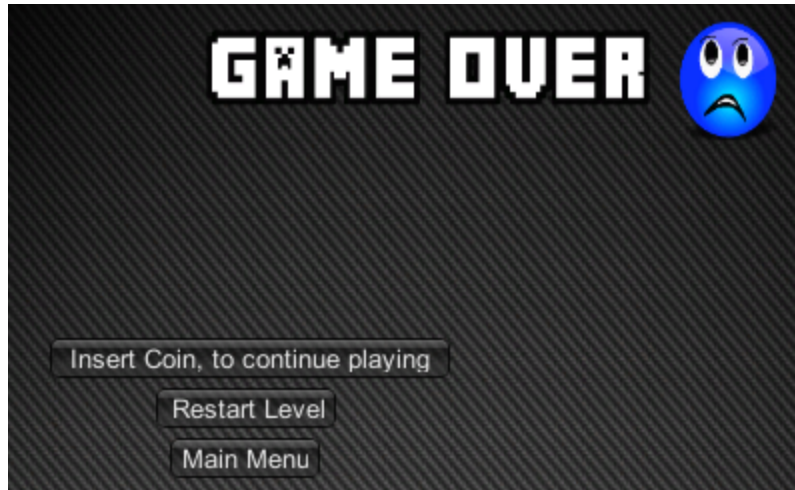 GAME OVER
Insert Coin, to continue playing
Restart Level
Main Menu